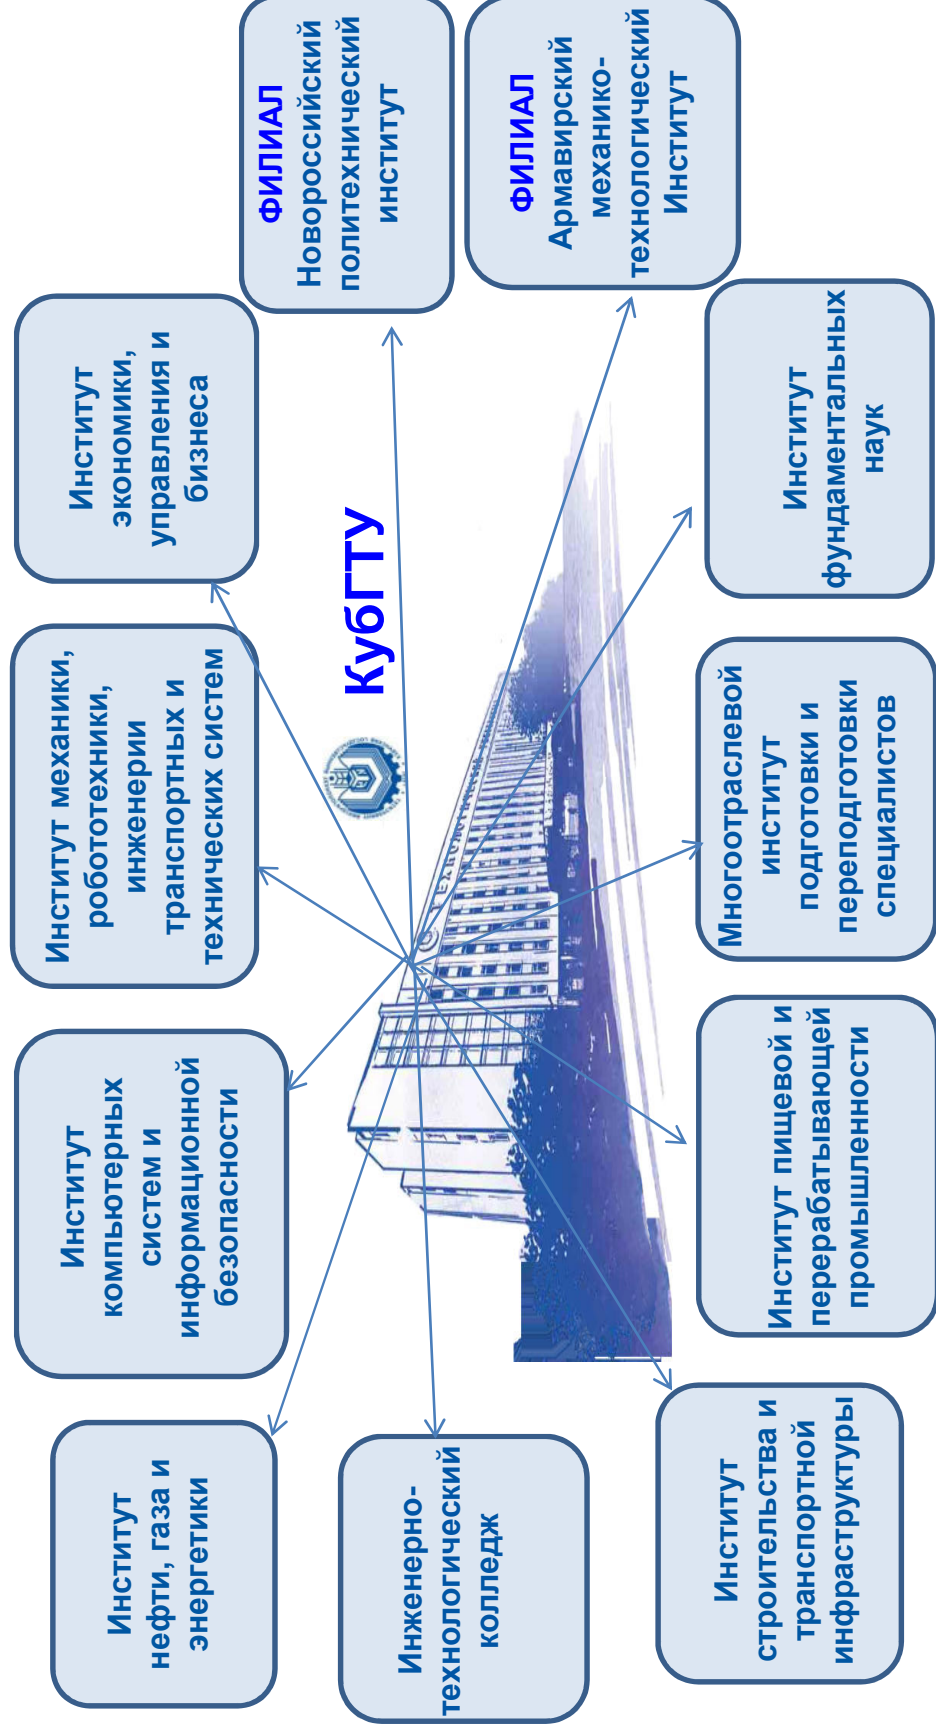 Институт
нефти, газа и
энергетики
Институт
компьютерных
систем и
информационной
безопасности
Институт механики,
робототехники,
инженерии
транспортных и
технических систем
Институт
экономики,
управления и
бизнеса
ФИЛИАЛ
Новороссийский
политехнический
институт
КубГТУ
Инженерно-
технологический
колледж
ФИЛИАЛ
Армавирский
механико-
технологический
Институт
Институт
строительства и
транспортной
инфраструктуры
Институт пищевой и
перерабатывающей
промышленности
Многоотраслевой
институт
подготовки и
переподготовки
специалистов
Институт
фундаментальных
наук